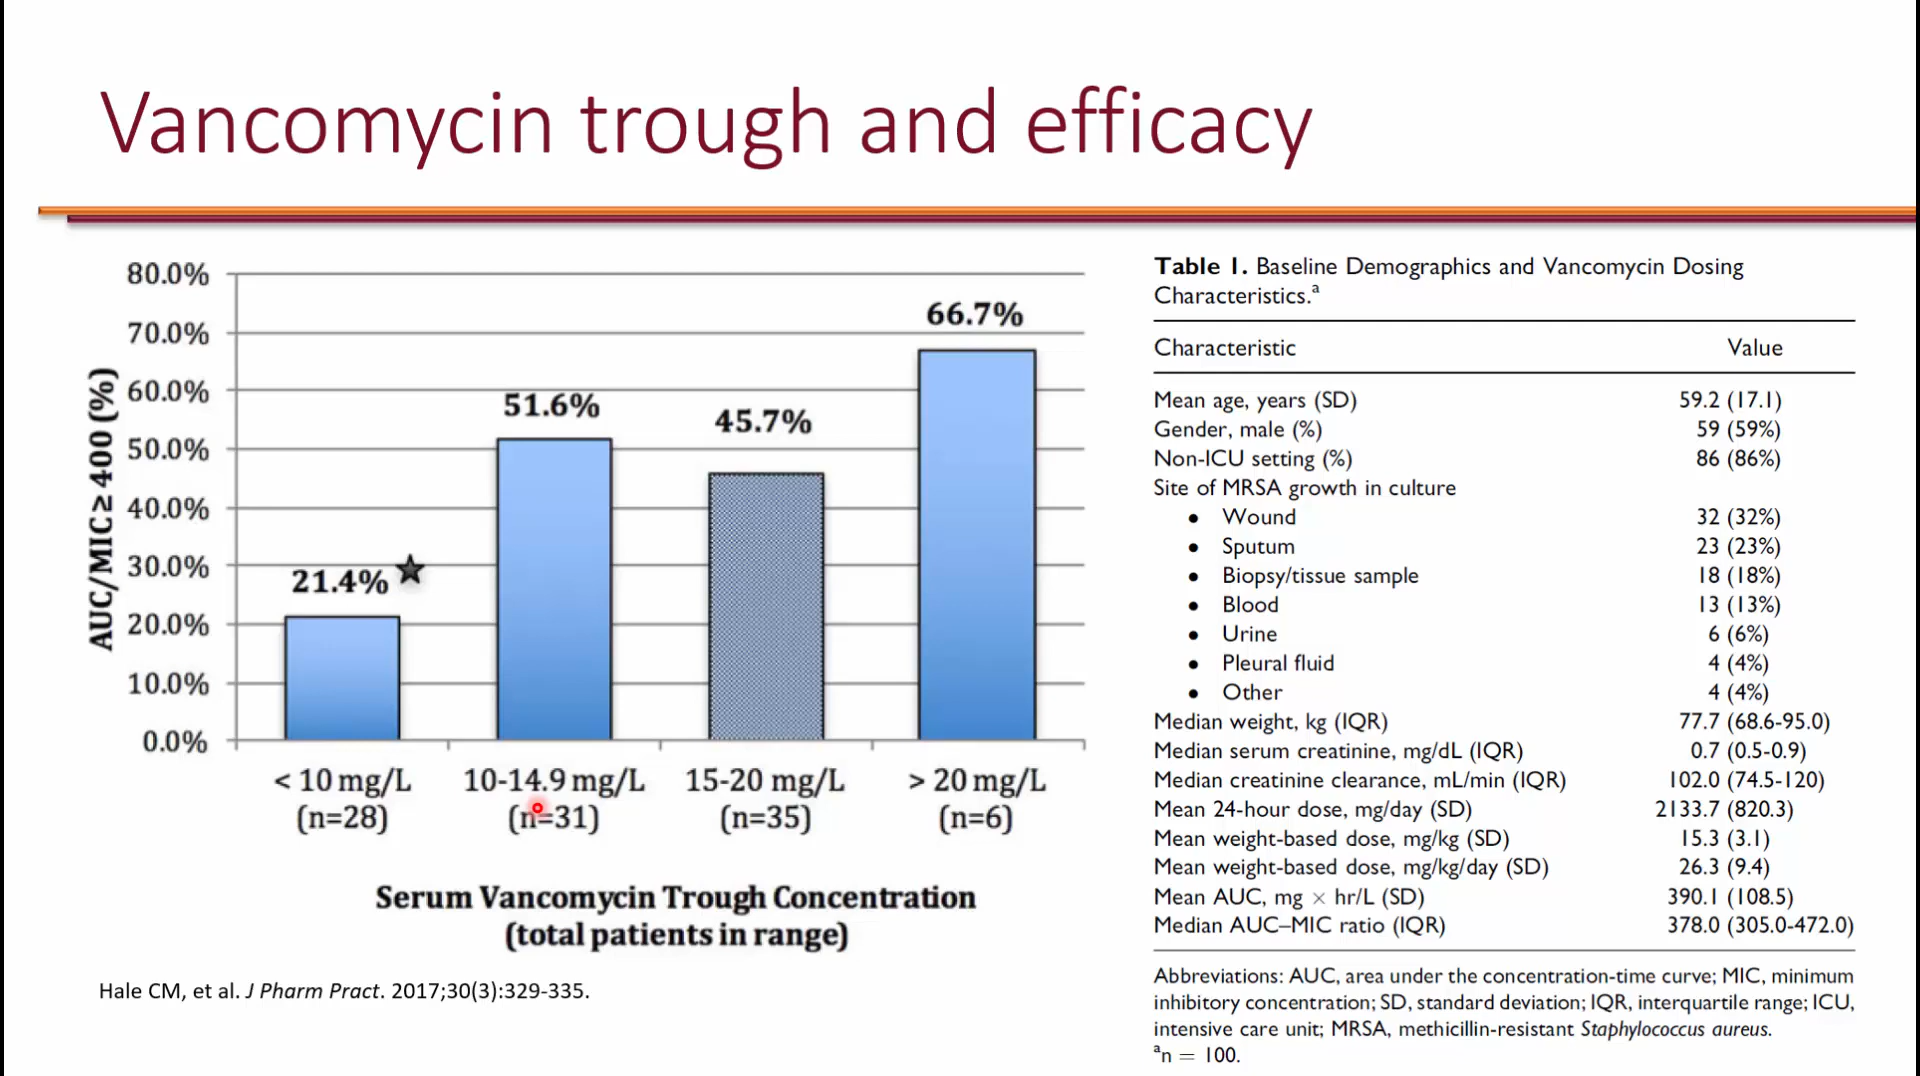 Vancomycin trough and efficacy
80.0%
70.0%
60.0%
50.0%
40.0%
30.0%
20.0%
10.0%
0.0%
AUC/MIC ≥ 400 (%)
21.4%
51.6%
45.7%
66.7%
< 10 mg/L 10-14.9 mg/L 15-20 mg/L > 20 mg/L
(n=28) (n=31) (n=35) (n=6)
Serum Vancomycin Trough Concentration
(total patients in range)
Hale CM, et al. J Pharm Pract. 2017;30(3):329-335.
Table 1. Baseline Demographics and Vancomycin Dosing
Characteristics.a
Characteristic Value
Mean age, years (SD) 59.2 (17.1)
Gender, male (%) 59 (59%)
Non-ICU setting (%) 86 (86%)
Site of MRSA growth in culture
• Wound 32 (32%)
• Sputum 23 (23%)
• Biopsy/tissue sample 18 (18%)
• Blood 13 (13%)
• Urine 6 (6%)
• Pleural fluid 4 (4%)
• Other 4 (4%)
Median weight, kg (IQR) 77.7 (68.6-95.0)
Median serum creatinine, mg/dL (IQR) 0.7 (0.5-0.9)
Median creatinine clearance, mL/min (IQR) 102.0 (74.5-120)
Mean 24-hour dose, mg/day (SD) 2133.7 (820.3)
Mean weight-based dose, mg/kg (SD) 15.3 (3.1)
Mean weight-based dose, mg/kg/day (SD) 26.3 (9.4)
Mean AUC, mg × hr/L (SD) 390.1 (108.5)
Median AUC–MIC ratio (IQR) 378.0 (305.0-472.0)
Abbreviations: AUC, area under the concentration-time curve; MIC, minimum
inhibitory concentration; SD, standard deviation; IQR, interquartile range; ICU,
intensive care unit; MRSA, methicillin-resistant Staphylococcus aureus.
an = 100.